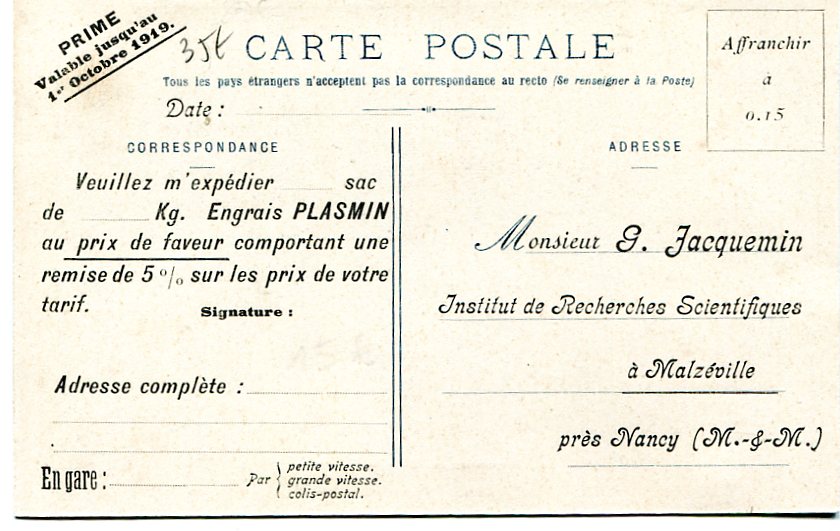 PRIME
Valable jusqu'au
1er Octobre 1919.
35€
CARTE POSTALE
Tous les pays étrangers n'acceptent pas la correspondance au recto (Se renseigner à la Poste)
Date :
Affranchir
à
0.15
CORRESPONDANCE
Veuillez m'expédier sac
de Kg. Engrais PLASMIN
au prix de faveur comportant une
remise de 5 % sur les prix de votre
tarif.
Signature :
15 €
Adresse complète :
En gare :
Par { petite vitesse.
grande vitesse.
colis-postal.
ADRESSE
Monsieur G. Jacquemin
Institut de Recherches Scientifiques
à Malzéville
près Nancy (M.-&-M.)